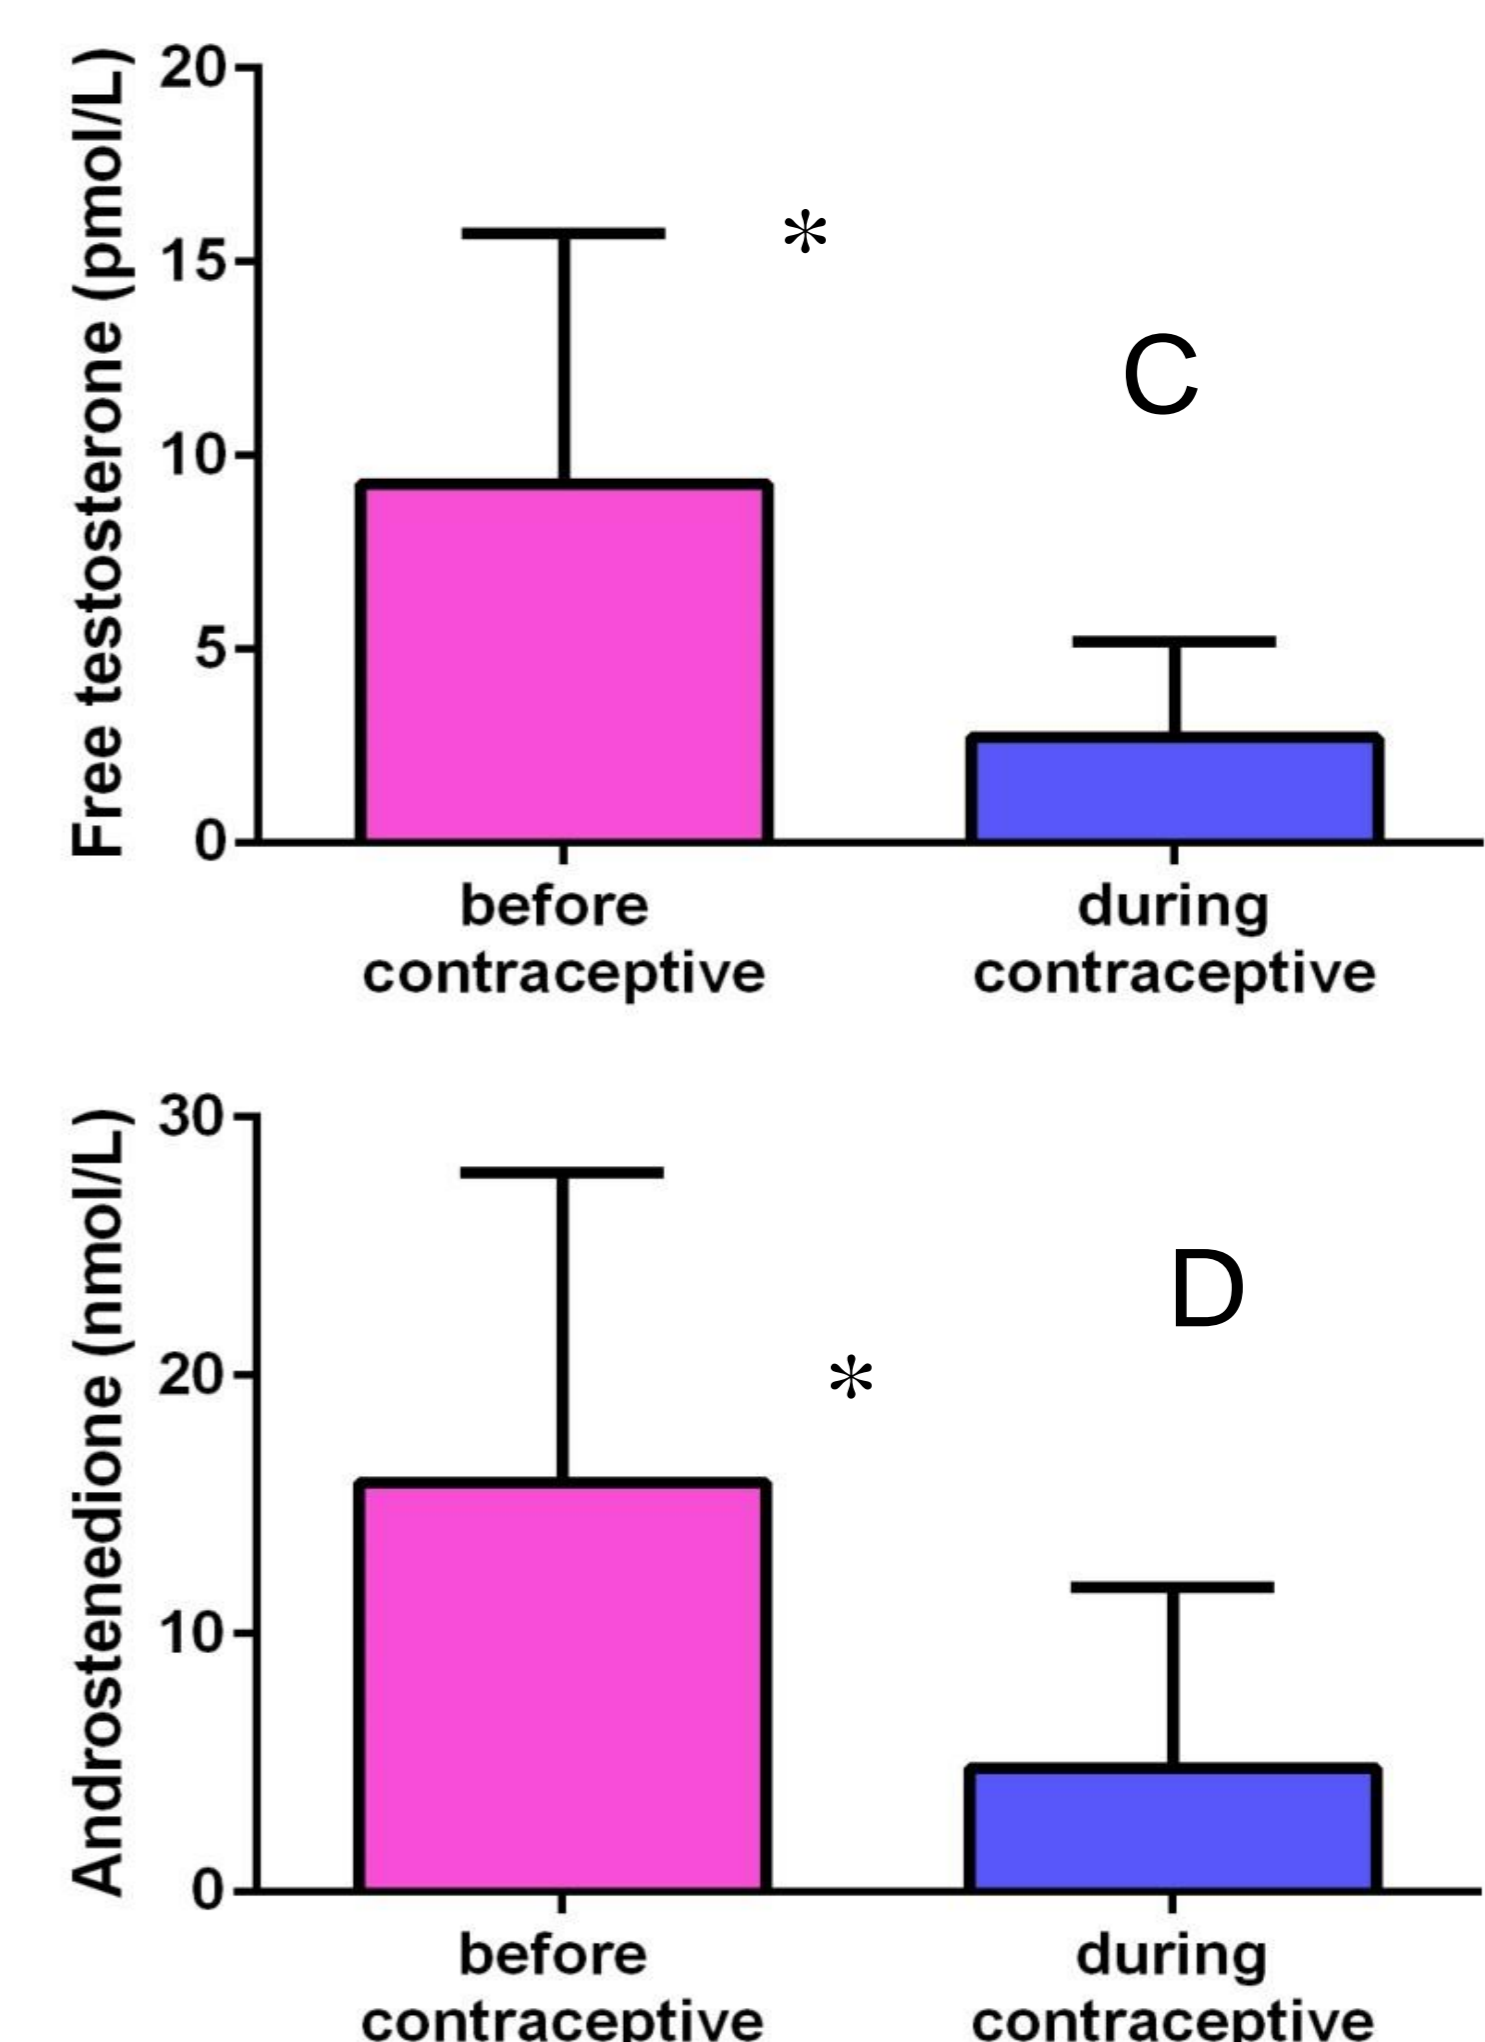 Free testosterone (pmol/L)
20
15
10
5
0
*
C
before
contraceptive
during
contraceptive
Androstenedione (nmol/L)
30
20
10
0
*
D
before
contraceptive
during
contraceptive